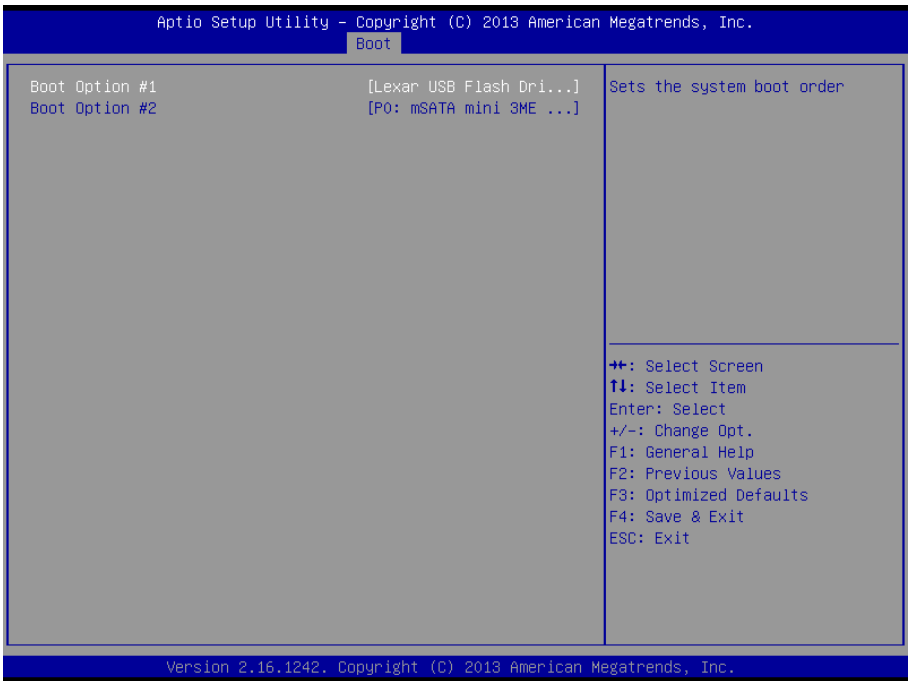 Aptio Setup Utility – Copyright (C) 2013 American Megatrends, Inc.
Boot
Boot Option #1 [Lexar USB Flash Dri...]
Boot Option #2 [P0: mSATA mini 3ME ...]
Sets the system boot order
→←: Select Screen
↑↓: Select Item
Enter: Select
+/-: Change Opt.
F1: General Help
F2: Previous Values
F3: Optimized Defaults
F4: Save & Exit
ESC: Exit
Version 2.16.1242. Copyright (C) 2013 American Megatrends, Inc.